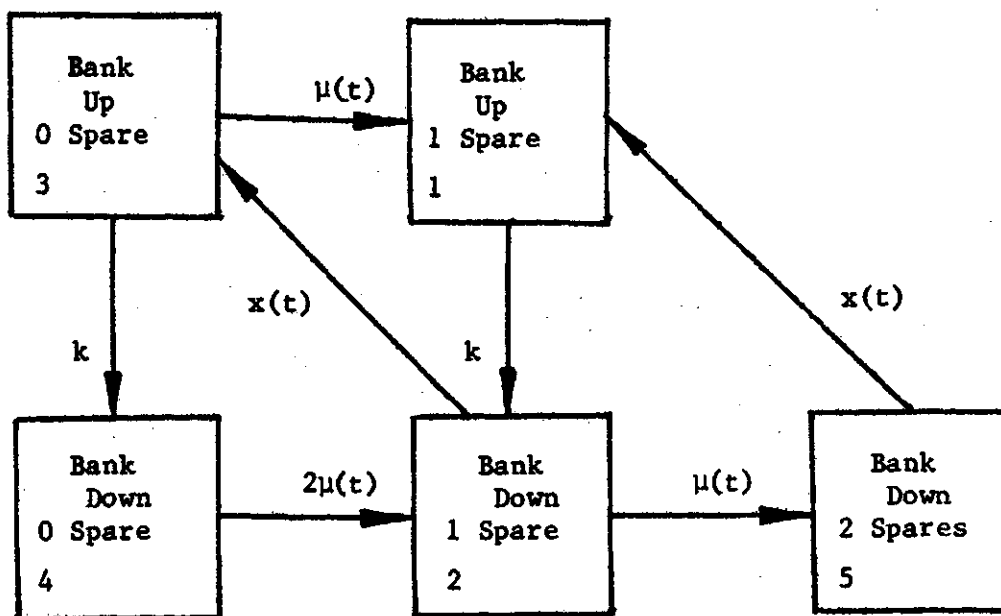 Bank
Up
0 Spare
3
μ(t)
Bank
Up
1 Spare
1
x(t)
x(t)
k
k
Bank
Down
0 Spare
4
2μ(t)
Bank
Down
1 Spare
2
μ(t)
Bank
Down
2 Spares
5